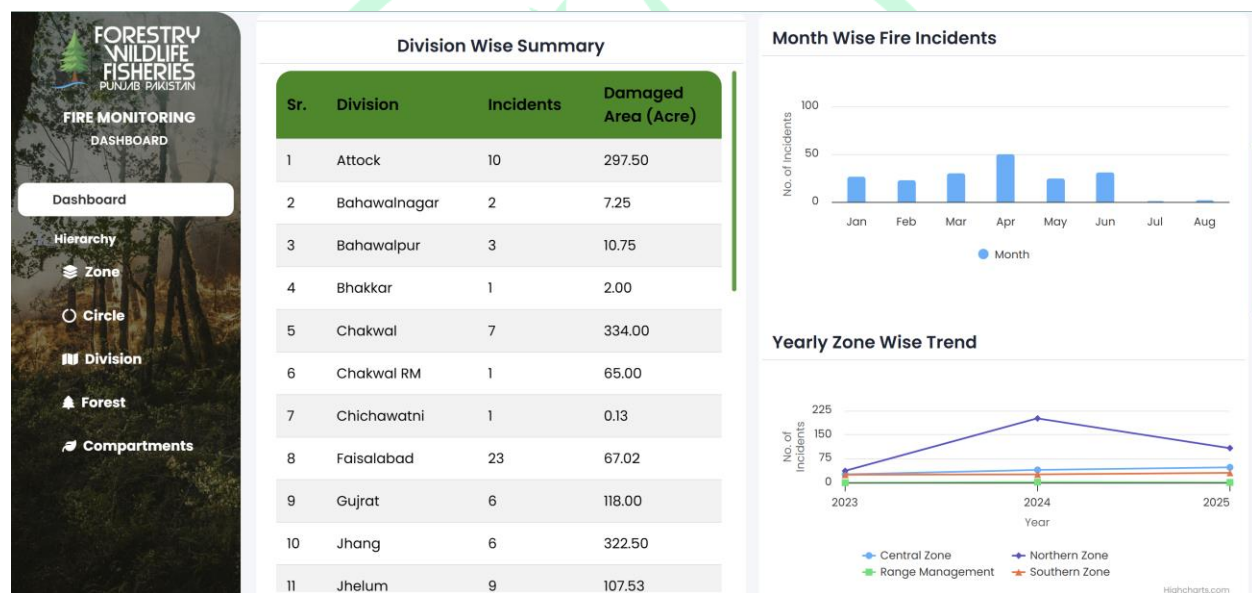 FORESTRY
WILDLIFE
FISHERIES
PUNJAB PAKISTAN
FIRE MONITORING
DASHBOARD
Dashboard
Hierarchy
Zone
Circle
Division
Forest
Compartments
Division Wise Summary
Sr. Division Incidents Damaged Area (Acre)
1 Attock 10 297.50
2 Bahawalnagar 2 7.25
3 Bahawalpur 3 10.75
4 Bhakkar 1 2.00
5 Chakwal 7 334.00
6 Chakwal RM 1 65.00
7 Chichawatni 1 0.13
8 Faisalabad 23 67.02
9 Gujrat 6 118.00
10 Jhang 6 322.50
11 Jhelum 9 107.53
Month Wise Fire Incidents
No. of Incidents
100
50
0
Jan Feb Mar Apr May Jun Jul Aug
Month
Yearly Zone Wise Trend
No. of
Incidents
225
150
75
0
2023 2024 2025
Year
Central Zone Northern Zone
Range Management Southern Zone
Highcharts.com